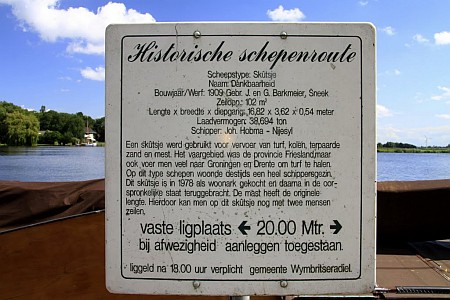 Historische schepenroute
Scheepstype: Skûtsje
Naam: Dankbaarheid
Bouwjaar/Werf: 1909 Gebr. J. en G. Barkmeier, Sneek
Zeilopp.: 102 m²
Lengte x breedte x diepgang: 16,82 x 3,62 x 0,54 meter
Laadvermogen: 38,694 ton
Schipper: Joh. Hobma - Nijesyl
Een skûtsje werd gebruikt voor vervoer van turf, kolen, terpaarde
zand en mest. Het vaargebied was de provincie Friesland,maar
ook voer men veel naar Groningen en Drente om turf te halen.
Op dit type schepen woonde destijds een heel schippersgezin.
Dit skûtsje is in 1978 als woonark gekocht en daarna in de oor-
spronkelijke staat teruggebracht. De mast heeft de originele
lengte. Hierdoor kan men op dit skûtsje nog met twee mensen
zeilen.
vaste ligplaats ← 20.00 Mtr. →
bij afwezigheid aanleggen toegestaan.
liggeld na 18.00 uur verplicht gemeente Wymbritseradiel.